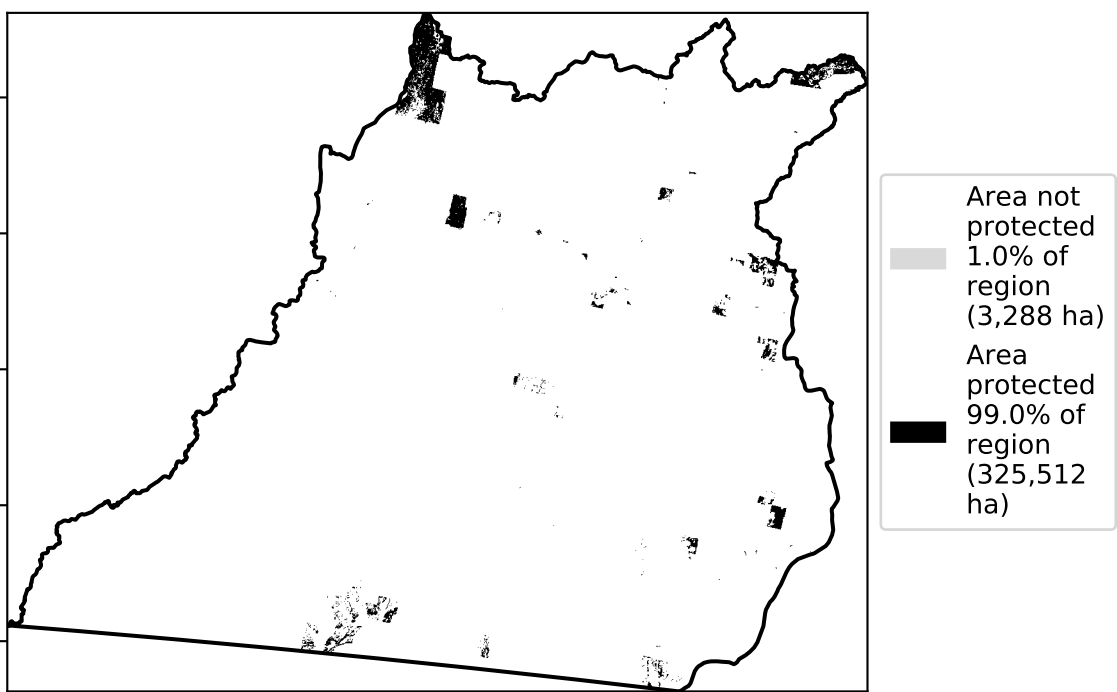 Area not
protected
1.0% of
region
(3,288 ha)
Area
protected
99.0% of
region
(325,512
ha)